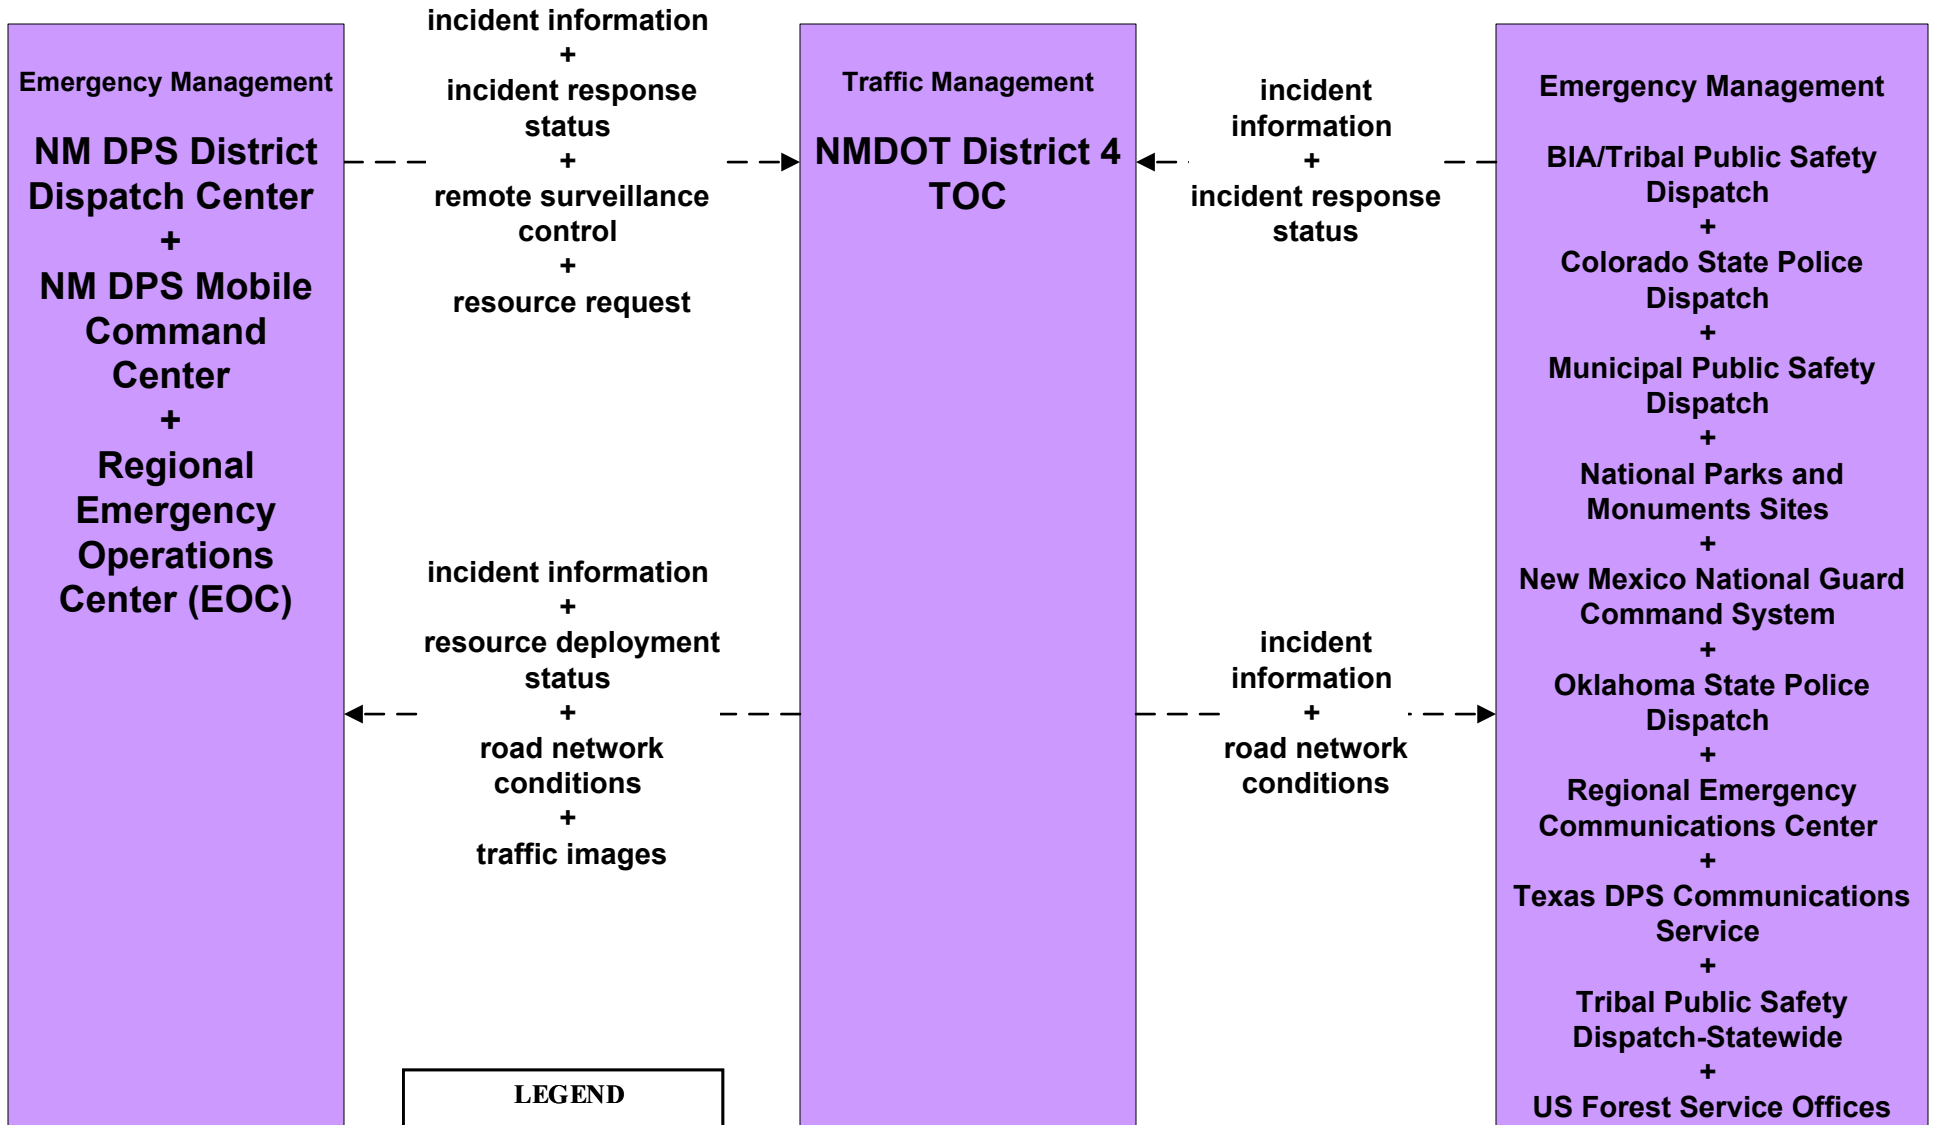 Emergency Management
NM DPS District
Dispatch Center
+
NM DPS Mobile
Command
Center
+
Regional
Emergency
Operations
Center (EOC)
incident information
+
incident response
status
+
remote surveillance
control
+
resource request
incident information
+
resource deployment
status
+
road network
conditions
+
traffic images
LEGEND
Traffic Management
NMDOT District 4
TOC
incident
information
+
incident response
status
incident
information
+
road network
conditions
Emergency Management
BIA/Tribal Public Safety
Dispatch
+
Colorado State Police
Dispatch
+
Municipal Public Safety
Dispatch
+
National Parks and
Monuments Sites
+
New Mexico National Guard
Command System
+
Oklahoma State Police
Dispatch
+
Regional Emergency
Communications Center
+
Texas DPS Communications
Service
+
Tribal Public Safety
Dispatch-Statewide
+
US Forest Service Offices